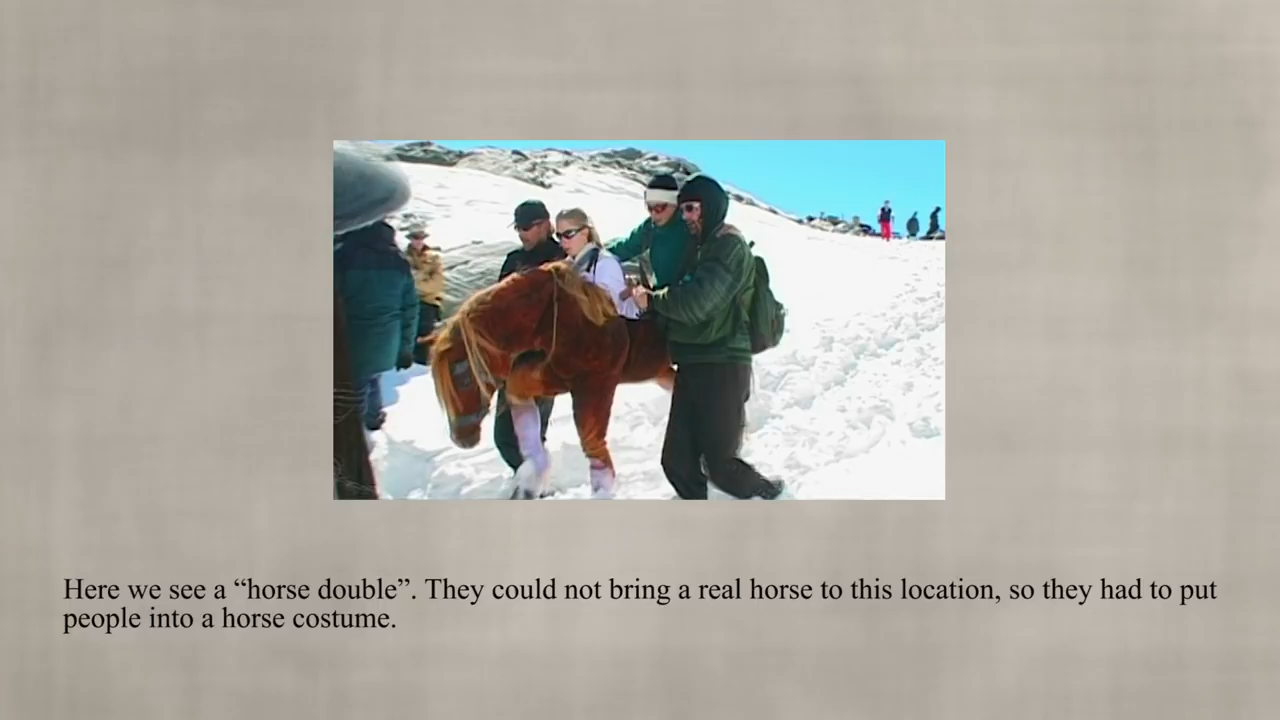 Here we see a “horse double”. They could not bring a real horse to this location, so they had to put
people into a horse costume.